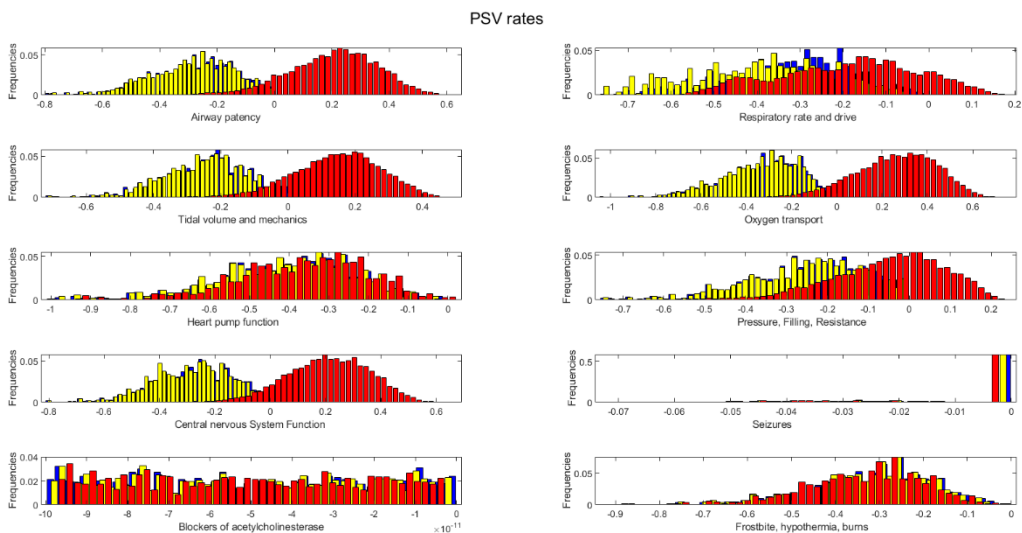 PSV rates
Frequencies
0.05
0
-0.8 -0.6 -0.4 -0.2 0 0.2 0.4 0.6
Airway patency
Frequencies
0.05
0
-0.7 -0.6 -0.5 -0.4 -0.3 -0.2 -0.1 0 0.1 0.2
Respiratory rate and drive
Frequencies
0.05
0
-0.6 -0.4 -0.2 0 0.2 0.4
Tidal volume and mechanics
Frequencies
0.05
0
-1 -0.8 -0.6 -0.4 -0.2 0 0.2 0.4 0.6
Oxygen transport
Frequencies
0.05
0
-1 -0.9 -0.8 -0.7 -0.6 -0.5 -0.4 -0.3 -0.2 -0.1 0
Heart pump function
Frequencies
0.05
0
-0.7 -0.6 -0.5 -0.4 -0.3 -0.2 -0.1 0 0.1 0.2
Pressure, Filling, Resistance
Frequencies
0.05
0
-0.8 -0.6 -0.4 -0.2 0 0.2 0.4 0.6
Central nervous System Function
Frequencies
0.5
0
-0.07 -0.06 -0.05 -0.04 -0.03 -0.02 -0.01 0
Seizures
Frequencies
0.04
0.02
0
-10 -9 -8 -7 -6 -5 -4 -3 -2 -1 0
Blockers of acetylcholinesterase
×10⁻¹¹
Frequencies
0.05
0
-0.9 -0.8 -0.7 -0.6 -0.5 -0.4 -0.3 -0.2 -0.1 0
Frostbite, hypothermia, burns